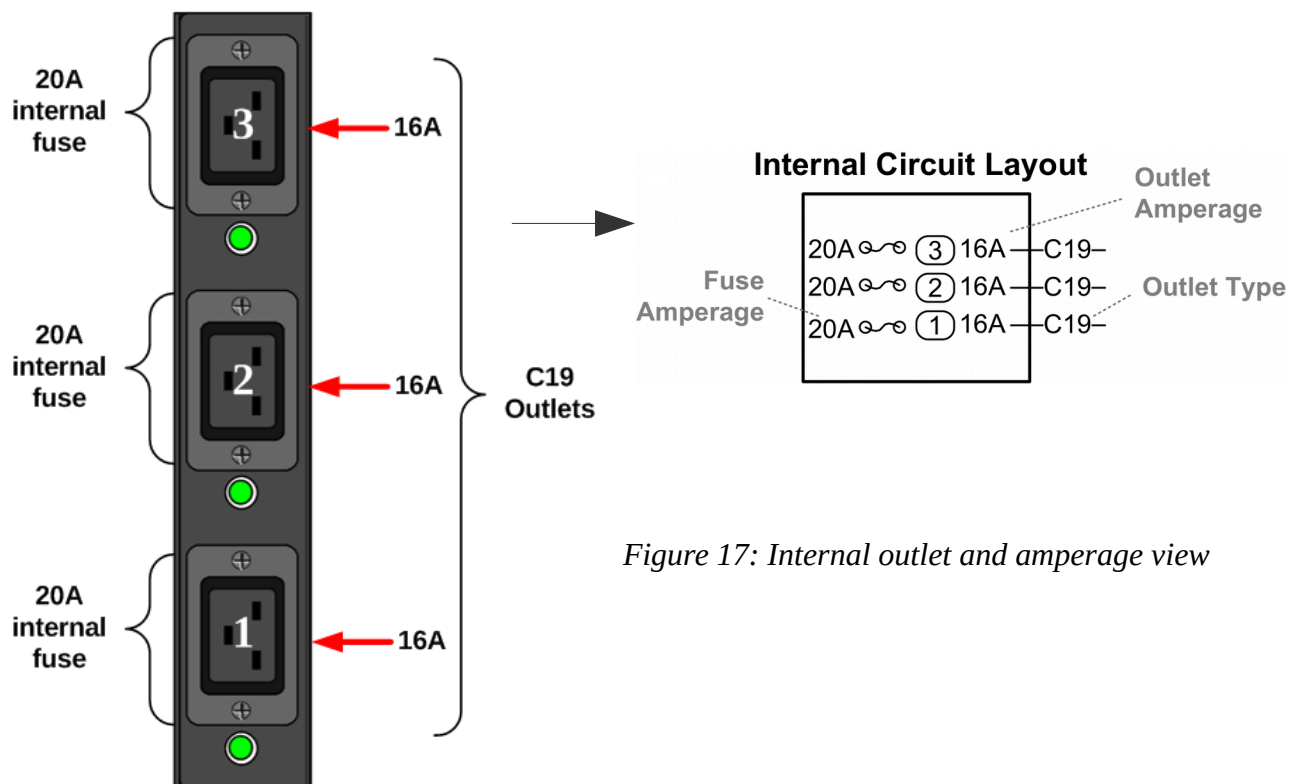 20A
internal
fuse
3
16A
20A
internal
fuse
2
16A
C19
Outlets
20A
internal
fuse
1
16A
Internal Circuit Layout
Outlet
Amperage
20A 3 16A C19
Fuse
Amperage
20A 2 16A C19
Outlet Type
20A 1 16A C19
Figure 17: Internal outlet and amperage view